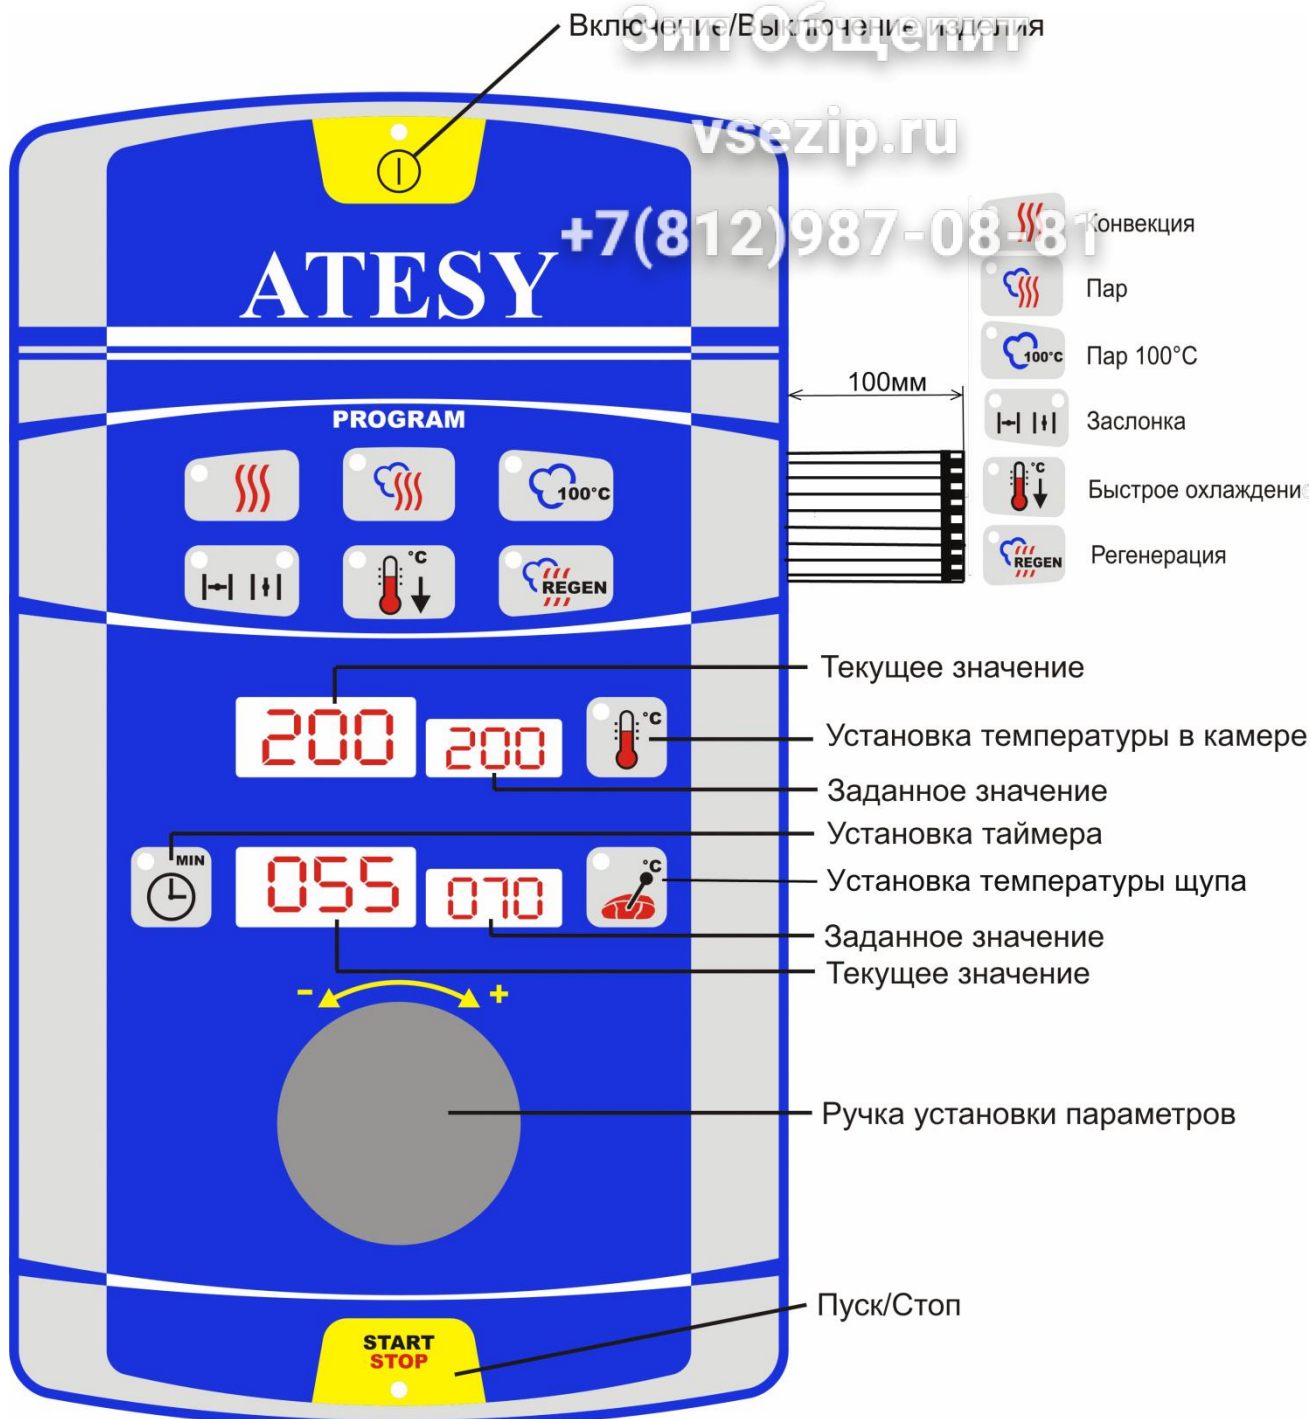 Включение/Выключение изделия
Зип Общепит
vsezip.ru
+7(812)987-08-81
ATESY
Конвекция
Пар
100°C
Пар 100°C
100мм
Заслонка
°C
Быстрое охлаждени
REGEN
Регенерация
PROGRAM
100°C
°C
REGEN
Текущее значение
200
200
°C
Установка температуры в камере
Заданное значение
Установка таймера
MIN
055
070
°C
Установка температуры щупа
Заданное значение
Текущее значение
- +
Ручка установки параметров
Пуск/Стоп
START
STOP